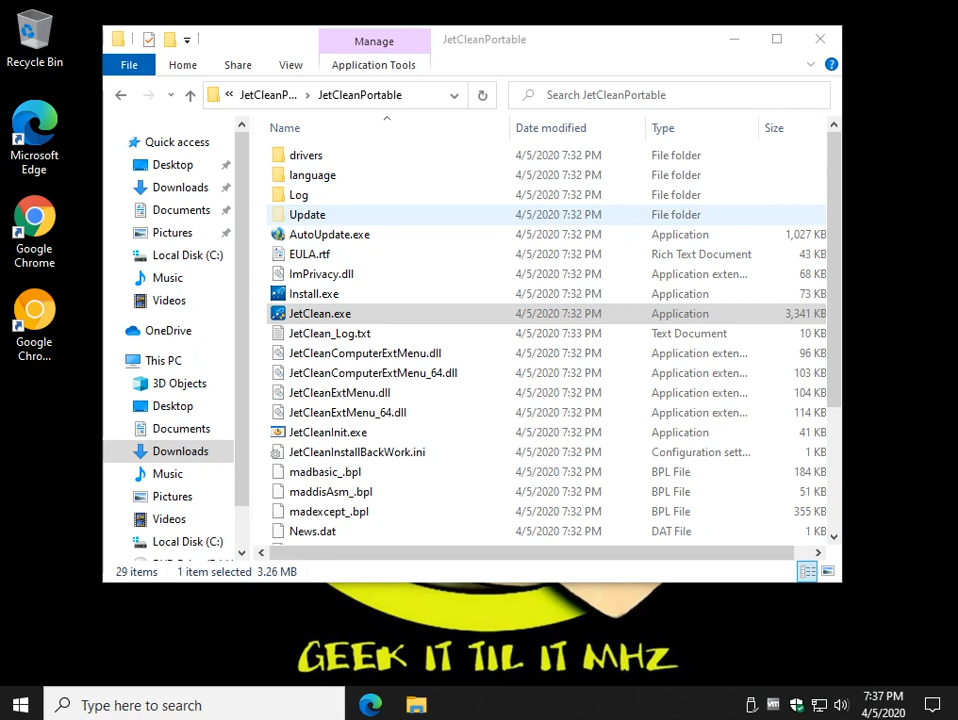 Recycle Bin
Microsoft
Edge
Google
Chrome
Google
Chro...
Manage
JetCleanPortable
File
Home
Share
View
Application Tools
« JetCleanP... › JetCleanPortable
Search JetCleanPortable
Quick access
Desktop
Downloads
Documents
Pictures
Local Disk (C:)
Music
Videos
OneDrive
This PC
3D Objects
Desktop
Documents
Downloads
Music
Pictures
Videos
Local Disk (C:)
Name Date modified Type Size
drivers 4/5/2020 7:32 PM File folder
language 4/5/2020 7:32 PM File folder
Log 4/5/2020 7:32 PM File folder
Update 4/5/2020 7:32 PM File folder
AutoUpdate.exe 4/5/2020 7:32 PM Application 1,027 KB
EULA.rtf 4/5/2020 7:32 PM Rich Text Document 43 KB
ImPrivacy.dll 4/5/2020 7:32 PM Application exten... 68 KB
Install.exe 4/5/2020 7:32 PM Application 73 KB
JetClean.exe 4/5/2020 7:32 PM Application 3,341 KB
JetClean_Log.txt 4/5/2020 7:33 PM Text Document 10 KB
JetCleanComputerExtMenu.dll 4/5/2020 7:32 PM Application exten... 96 KB
JetCleanComputerExtMenu_64.dll 4/5/2020 7:32 PM Application exten... 103 KB
JetCleanExtMenu.dll 4/5/2020 7:32 PM Application exten... 103 KB
JetCleanExtMenu_64.dll 4/5/2020 7:32 PM Application exten... 114 KB
JetCleanInit.exe 4/5/2020 7:32 PM Application 41 KB
JetCleanInstallBackWork.ini 4/5/2020 7:32 PM Configuration sett... 1 KB
madbasic_.bpl 4/5/2020 7:32 PM BPL File 184 KB
maddisAsm_.bpl 4/5/2020 7:32 PM BPL File 51 KB
madexcept_.bpl 4/5/2020 7:32 PM BPL File 355 KB
News.dat 4/5/2020 7:32 PM DAT File 1 KB
29 items 1 item selected 3.26 MB
GEEK IT TIL IT MHZ
Type here to search
vm
7:37 PM
4/5/2020